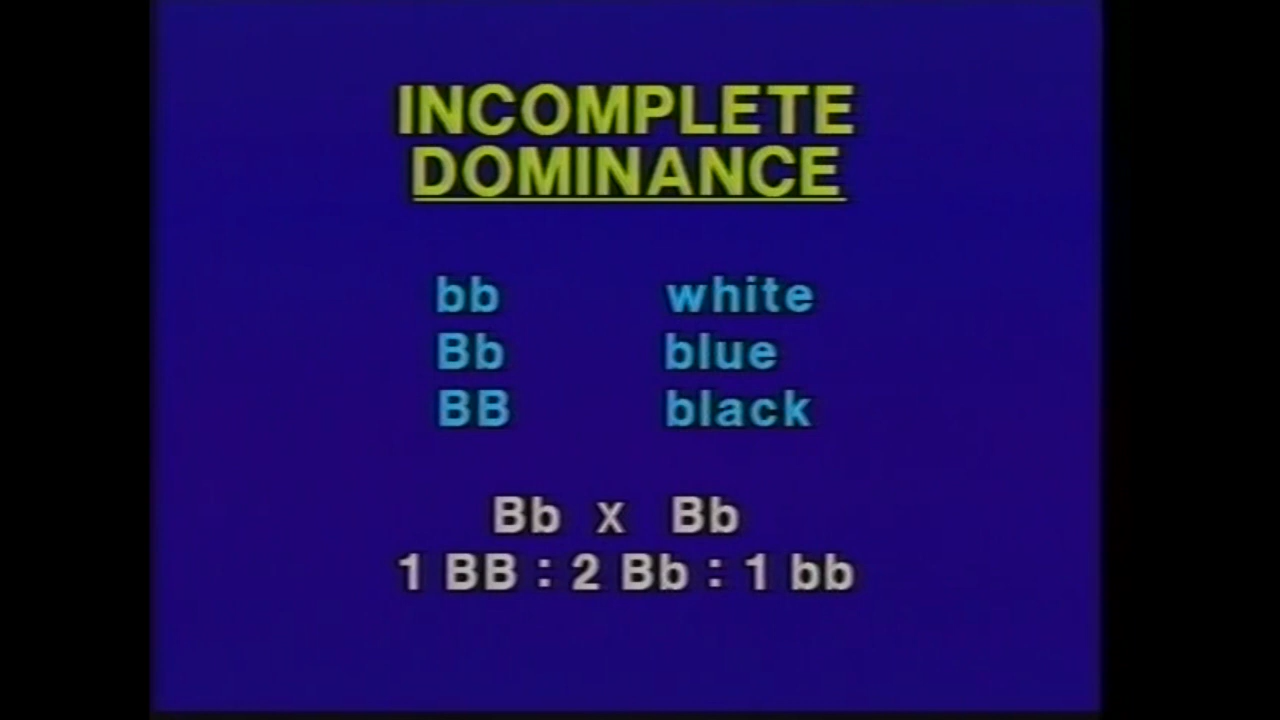 INCOMPLETE
DOMINANCE
bb white
Bb blue
BB black
Bb x Bb
1 BB : 2 Bb : 1 bb